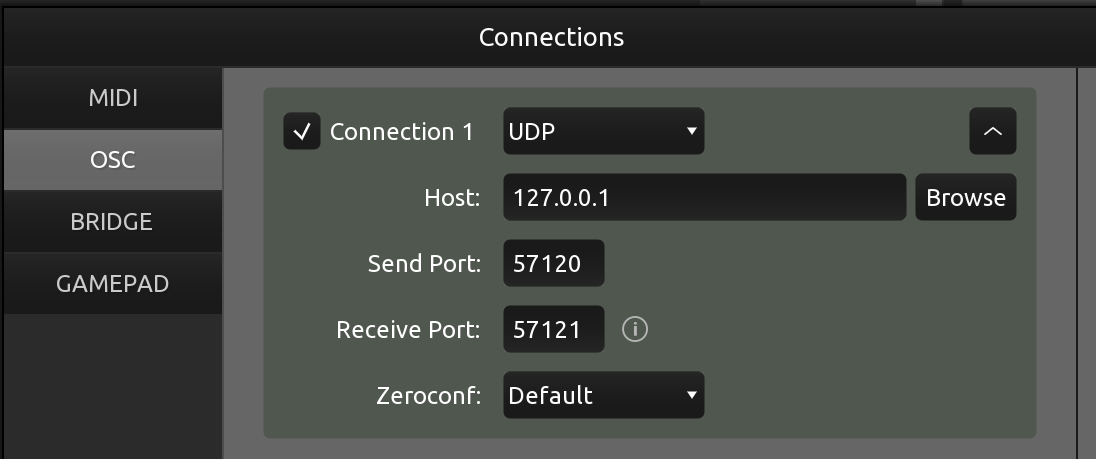 Connections
MIDI
OSC
BRIDGE
GAMEPAD
Connection 1 UDP
Host: 127.0.0.1 Browse
Send Port: 57120
Receive Port: 57121
Zeroconf: Default